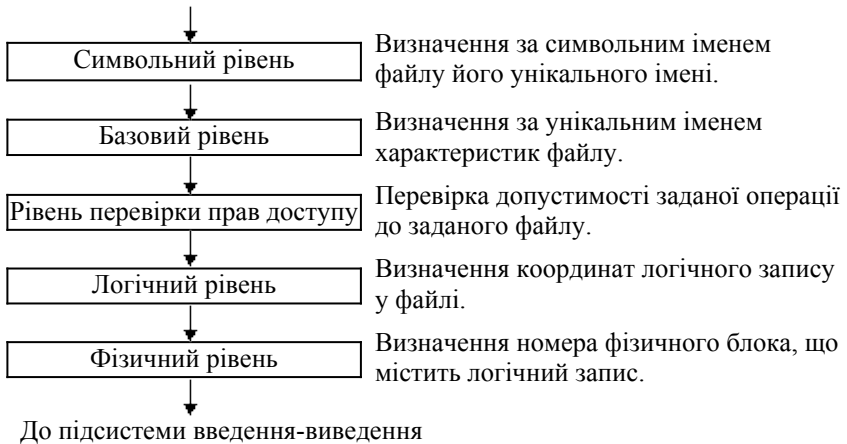 Символьний рівень
Визначення за символьним іменем
файлу його унікального імені.
Базовий рівень
Визначення за унікальним іменем
характеристик файлу.
Рівень перевірки прав доступу
Перевірка допустимості заданої операції
до заданого файлу.
Логічний рівень
Визначення координат логічного запису
у файлі.
Фізичний рівень
Визначення номера фізичного блока, що
містить логічний запис.
До підсистеми введення-виведення